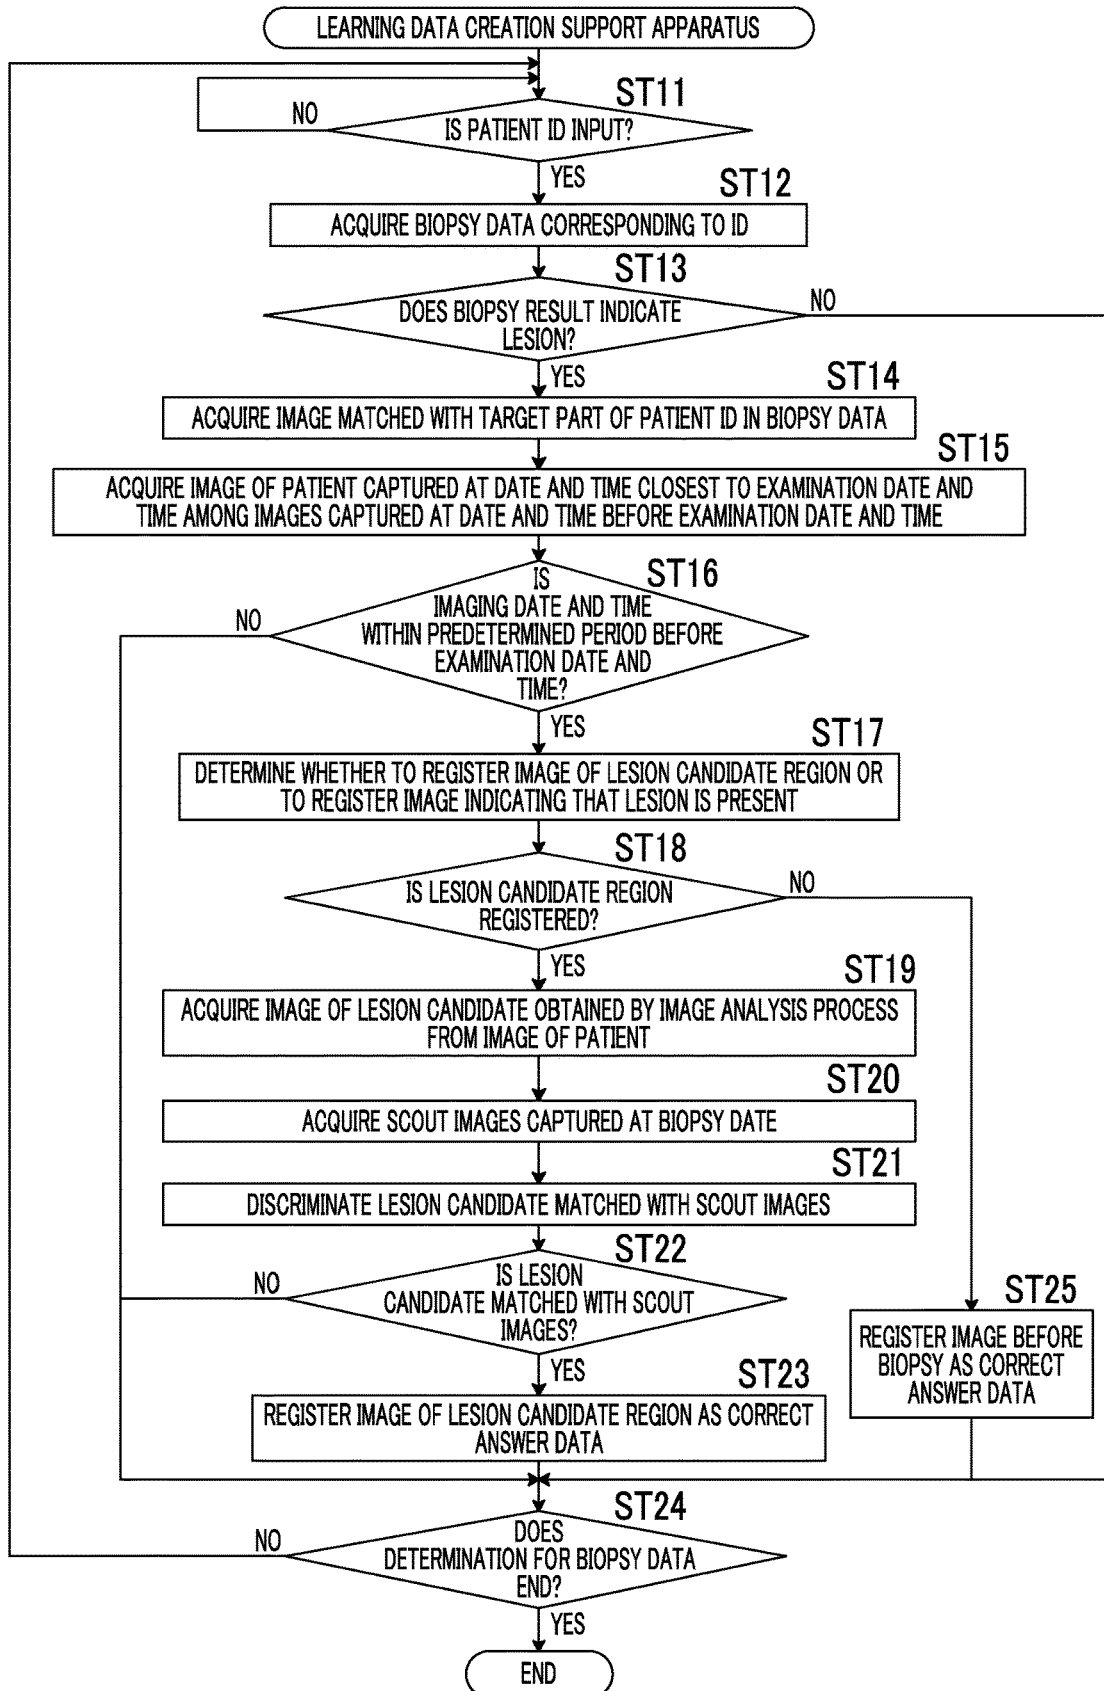 LEARNING DATA CREATION SUPPORT APPARATUS
ST11
NO
IS PATIENT ID INPUT?
YES
ST12
ACQUIRE BIOPSY DATA CORRESPONDING TO ID
ST13
NO
DOES BIOPSY RESULT INDICATE
LESION?
YES
ST14
ACQUIRE IMAGE MATCHED WITH TARGET PART OF PATIENT ID IN BIOPSY DATA
ST15
ACQUIRE IMAGE OF PATIENT CAPTURED AT DATE AND TIME CLOSEST TO EXAMINATION DATE AND
TIME AMONG IMAGES CAPTURED AT DATE AND TIME BEFORE EXAMINATION DATE AND TIME
ST16
NO
IS
IMAGING DATE AND TIME
WITHIN PREDETERMINED PERIOD BEFORE
EXAMINATION DATE AND
TIME?
YES
ST17
DETERMINE WHETHER TO REGISTER IMAGE OF LESION CANDIDATE REGION OR
TO REGISTER IMAGE INDICATING THAT LESION IS PRESENT
ST18
NO
IS LESION CANDIDATE REGION
REGISTERED?
YES
ST19
ACQUIRE IMAGE OF LESION CANDIDATE OBTAINED BY IMAGE ANALYSIS PROCESS
FROM IMAGE OF PATIENT
ST20
ACQUIRE SCOUT IMAGES CAPTURED AT BIOPSY DATE
ST21
DISCRIMINATE LESION CANDIDATE MATCHED WITH SCOUT IMAGES
ST22
NO
IS LESION
CANDIDATE MATCHED WITH SCOUT
IMAGES?
YES
ST25
REGISTER IMAGE BEFORE
BIOPSY AS CORRECT
ANSWER DATA
ST23
REGISTER IMAGE OF LESION CANDIDATE REGION AS CORRECT
ANSWER DATA
ST24
NO
DOES
DETERMINATION FOR BIOPSY DATA
END?
YES
END